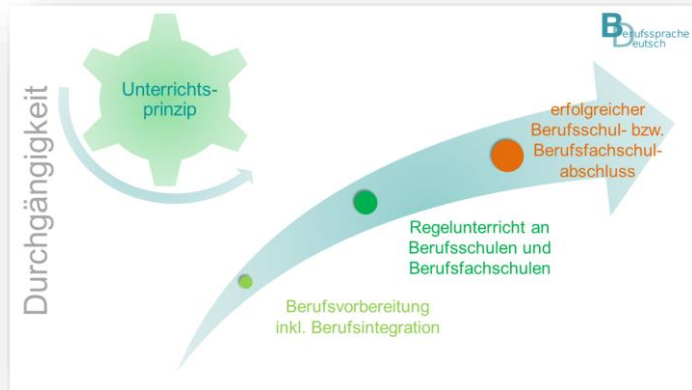 Berufssprache
Deutsch
Unterrichts-
prinzip
Durchgängigkeit
erfolgreicher
Berufsschul- bzw.
Berufsfachschul-
abschluss
Regelunterricht an
Berufsschulen und
Berufsfachschulen
Berufsvorbereitung
inkl. Berufsintegration